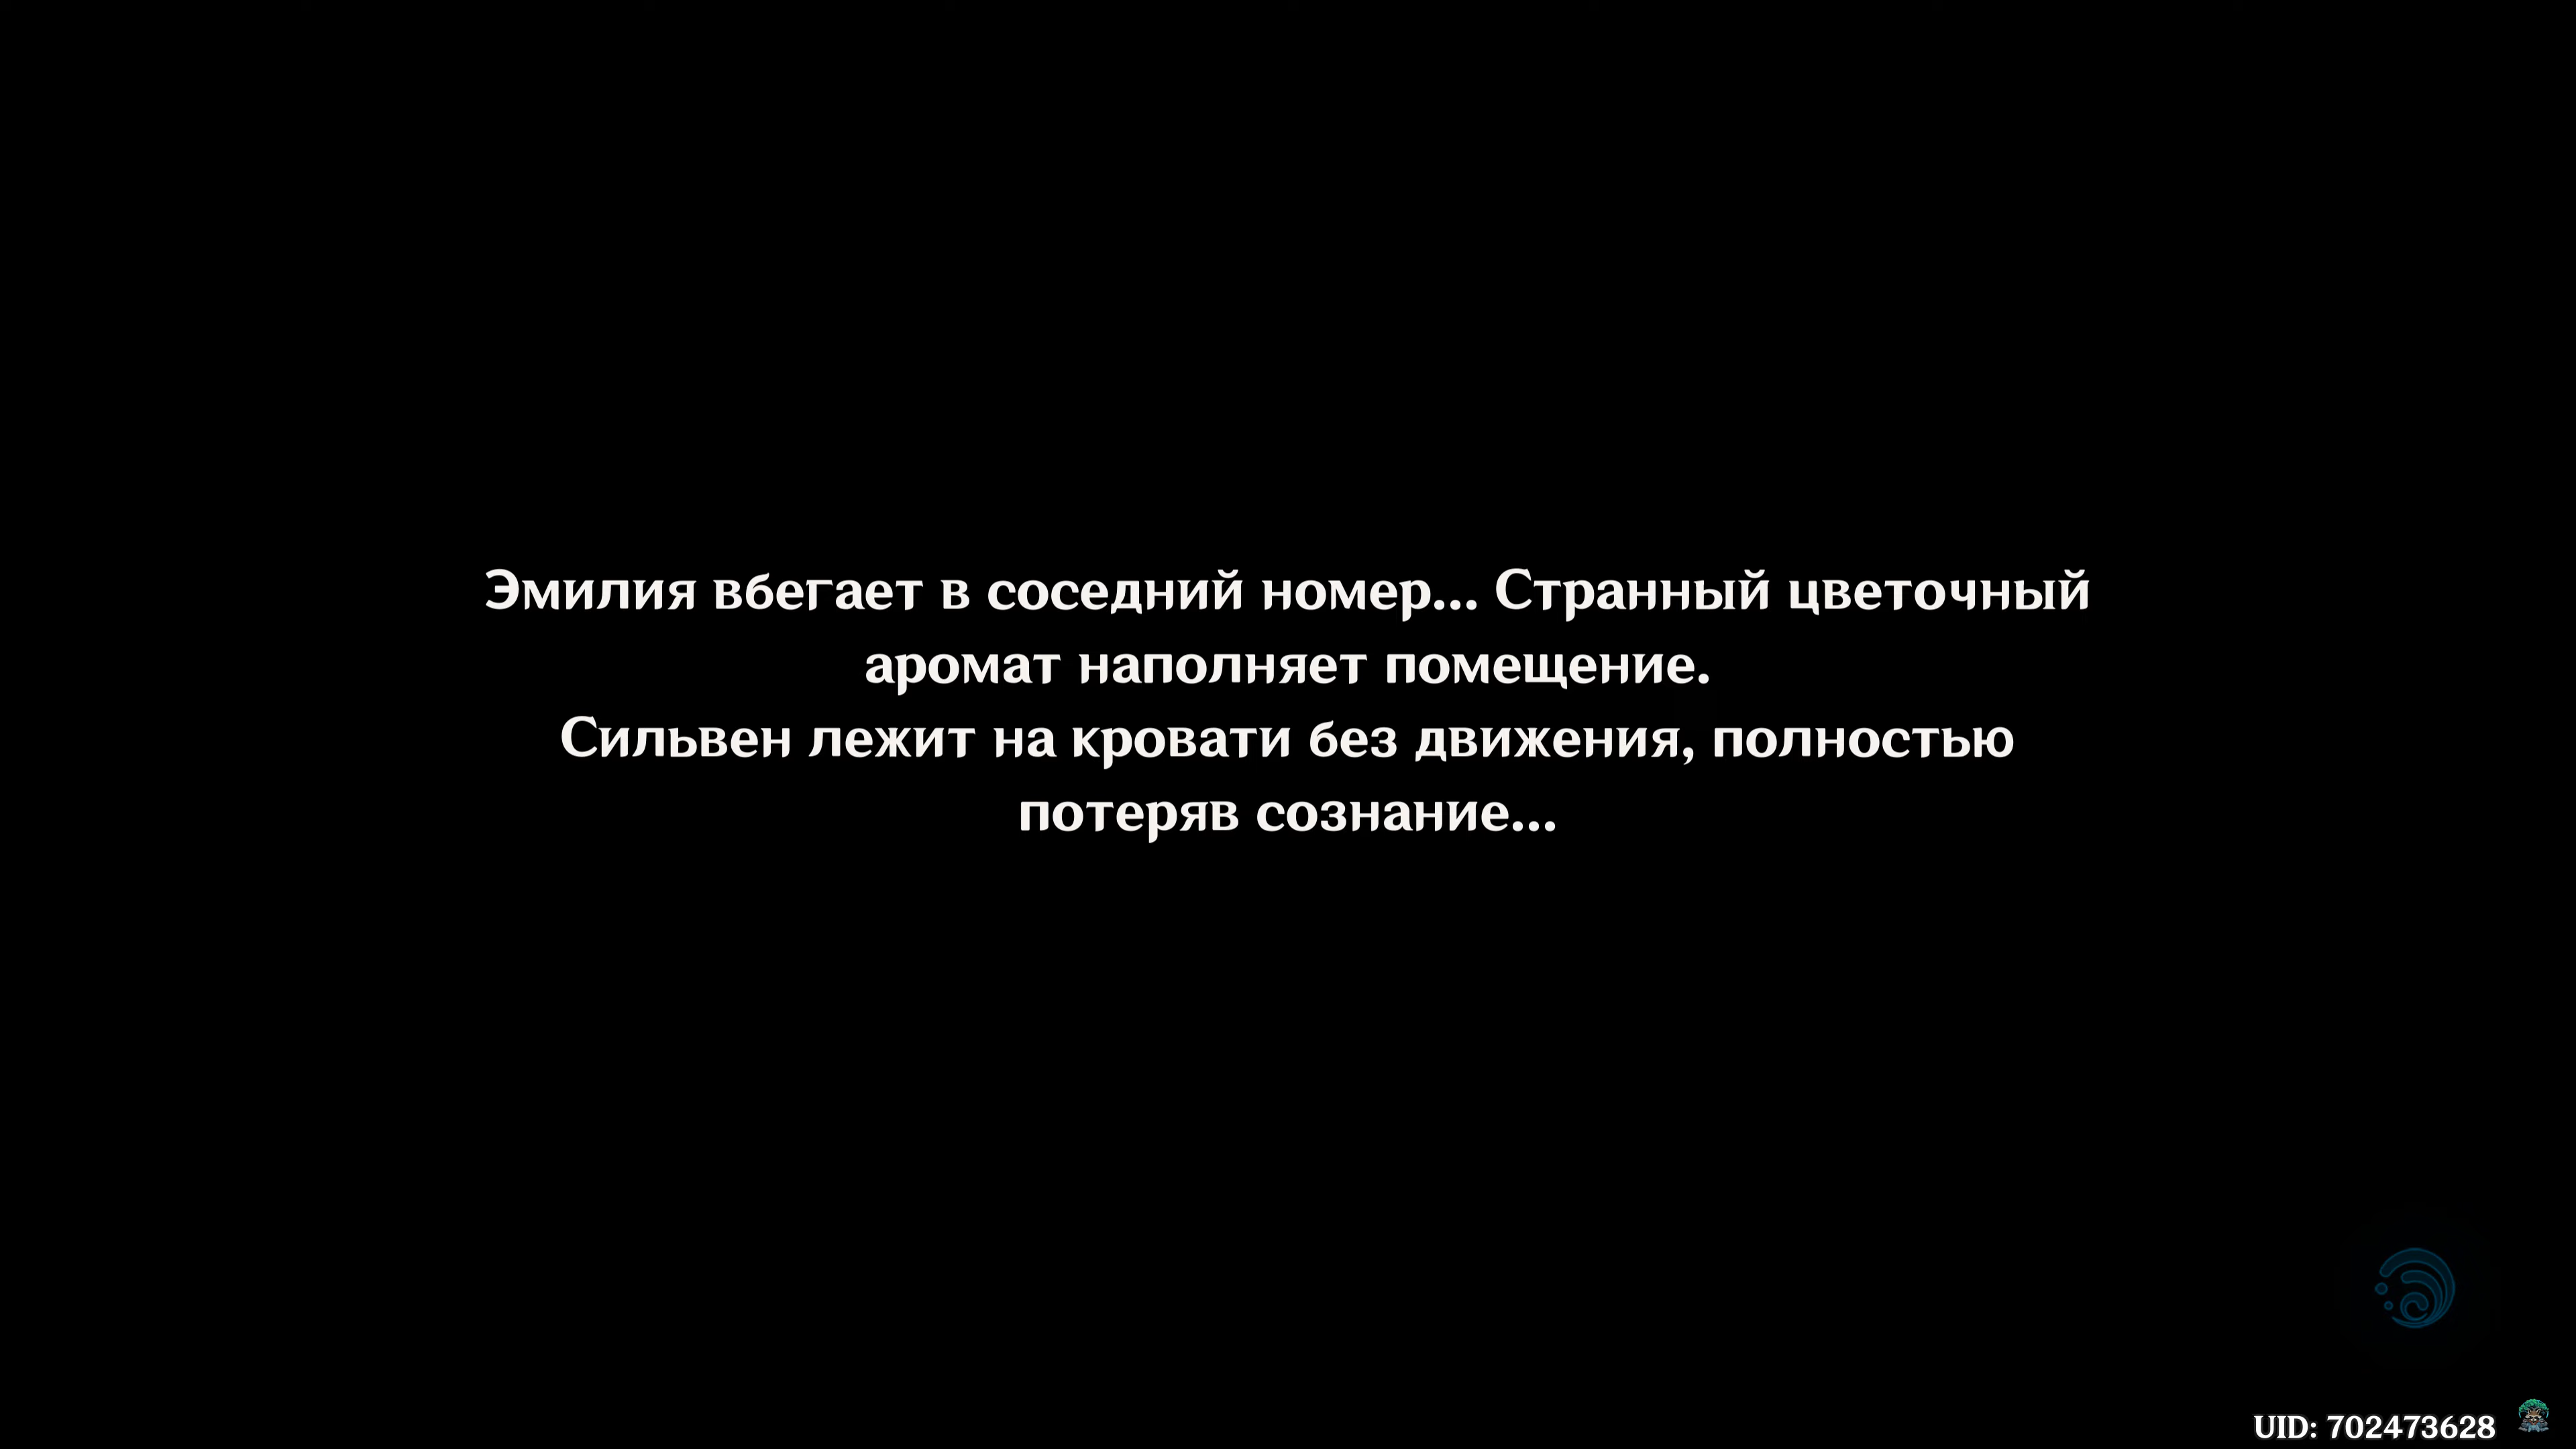 Эмилия вбегает в соседний номер... Странный цветочный
аромат наполняет помещение.
Сильвен лежит на кровати без движения, полностью
потеряв сознание...
UID: 702473628